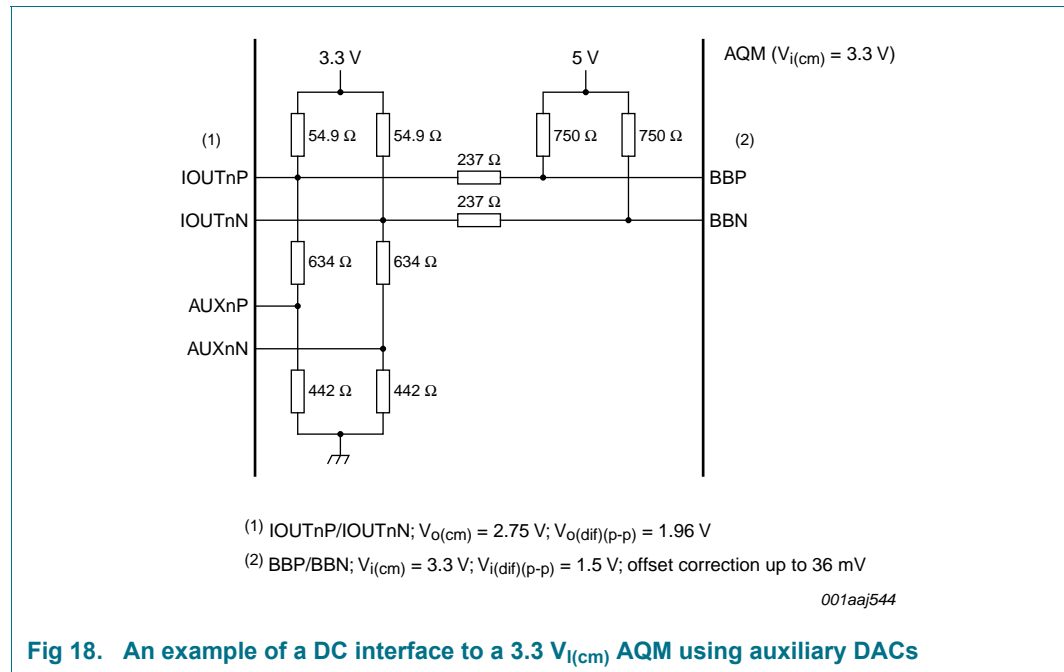 3.3 V
5 V
AQM (Vi(cm) = 3.3 V)
(1)
54.9 Ω
54.9 Ω
750 Ω
750 Ω
(2)
237 Ω
IOUTnP
BBP
237 Ω
IOUTnN
BBN
634 Ω
634 Ω
AUXnP
AUXnN
442 Ω
442 Ω
(1) IOUTnP/IOUTnN; Vo(cm) = 2.75 V; Vo(dif)(p-p) = 1.96 V
(2) BBP/BBN; Vi(cm) = 3.3 V; Vi(dif)(p-p) = 1.5 V; offset correction up to 36 mV
001aaj544
Fig 18. An example of a DC interface to a 3.3 VI(cm) AQM using auxiliary DACs